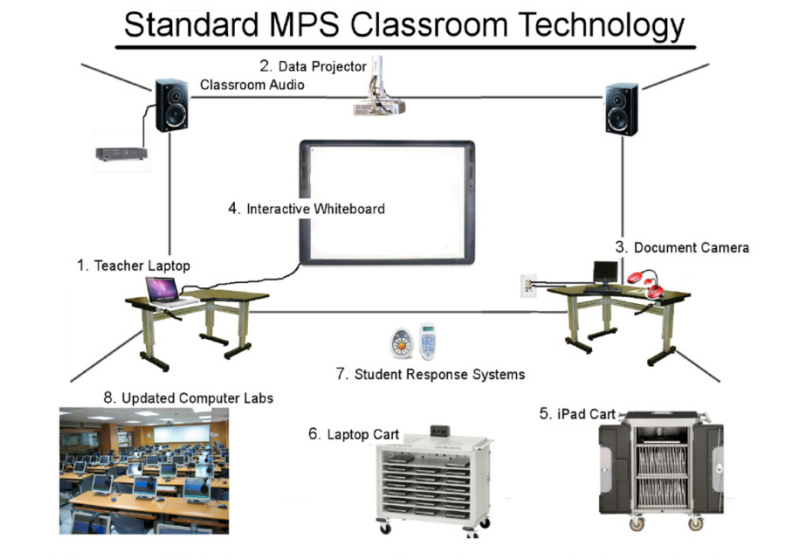 Standard MPS Classroom Technology
2. Data Projector
Classroom Audio
4. Interactive Whiteboard
3. Document Camera
1. Teacher Laptop
7. Student Response Systems
8. Updated Computer Labs
6. Laptop Cart
5. iPad Cart